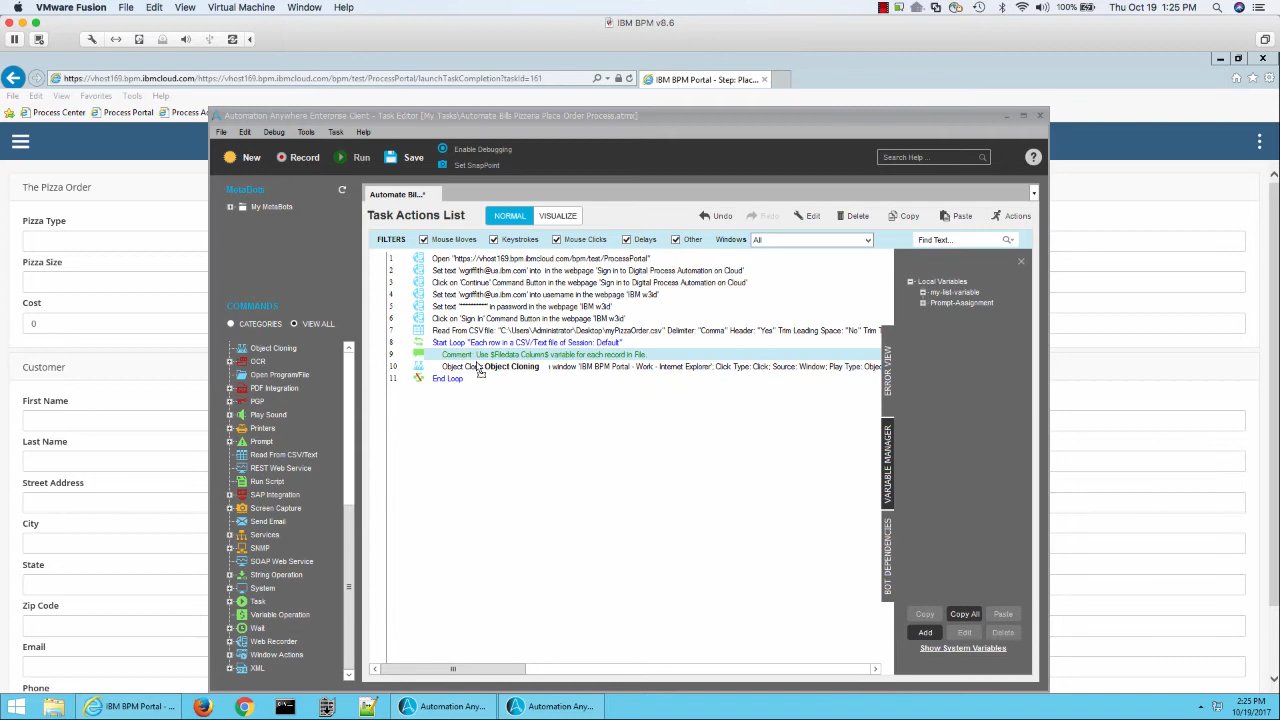 VMware Fusion File Edit View Virtual Machine Window Help
100% Thu Oct 19 1:25 PM
IBM BPM v8.6
https://vhost169.bpm.ibmcloud.com/https://vhost169.bpm.ibmcloud.com/bpm/test/ProcessPortal/launchTaskCompletion?taskId=161
IBM BPM Portal - Step: Plac...
File Edit View Favorites Tools Help
Process Center Process Portal Process A
Automation Anywhere Enterprise Client - Task Editor [My Tasks\Automate Bills Pizzeria Place Order Process.atmx]
File Edit Debug Tools Task Help
New Record Run Save
Enable Debugging
Set SnapPoint
Search Help ...
The Pizza Order
Pizza Type
Pizza Size
Cost
0
Customer
First Name
Last Name
Street Address
City
State
Zip Code
Email
Phone
MetaBots
My MetaBots
COMMANDS
CATEGORIES VIEW ALL
Object Cloning
OCR
Open Program/File
PDF Integration
PGP
Play Sound
Printers
Prompt
Read From CSV/Text
REST Web Service
Run Script
SAP Integration
Screen Capture
Send Email
Services
SNMP
SOAP Web Service
String Operation
System
Task
Variable Operation
Wait
Web Recorder
Window Actions
XML
Automate Bil...*
Task Actions List NORMAL VISUALIZE Undo Redo Edit Delete Copy Paste Actions
FILTERS Mouse Moves Keystrokes Mouse Clicks Delays Other Windows All Find Text...
1 Open "https://vhost169.bpm.ibmcloud.com/bpm/test/ProcessPortal"
2 Set text 'wgriffith@us.ibm.com' into in the webpage 'Sign in to Digital Process Automation on Cloud'
3 Click on 'Continue' Command Button in the webpage 'Sign in to Digital Process Automation on Cloud'
4 Set text 'wgriffith@us.ibm.com' into username in the webpage 'IBM w3id'
5 Set text in password in the webpage 'IBM w3id'
6 Click on 'Sign In' Command Button in the webpage 'IBM w3id'
7 Read From CSV file: "C:\Users\Administrator\Desktop\myPizzaOrder.csv" Delimiter: "Comma" Header: "Yes" Trim Leading Space: "No" Trim T
8 Start Loop "Each row in a CSV/Text file of Session: Default"
9 Comment: Use $Filedata Column$ variable for each record in File.
10 Object Clo Object Cloning window 'IBM BPM Portal - Work - Internet Explorer'; Click Type: Click; Source: Window; Play Type: Objec
11 End Loop
ERROR VIEW
VARIABLE MANAGER
BOT DEPENDENCIES
Local Variables
my-list-variable
Prompt-Assignment
Copy Copy All Paste
Add Edit Delete
Show System Variables
IBM BPM Portal - ... Automation Any... Automation Any...
2:25 PM
10/19/2017